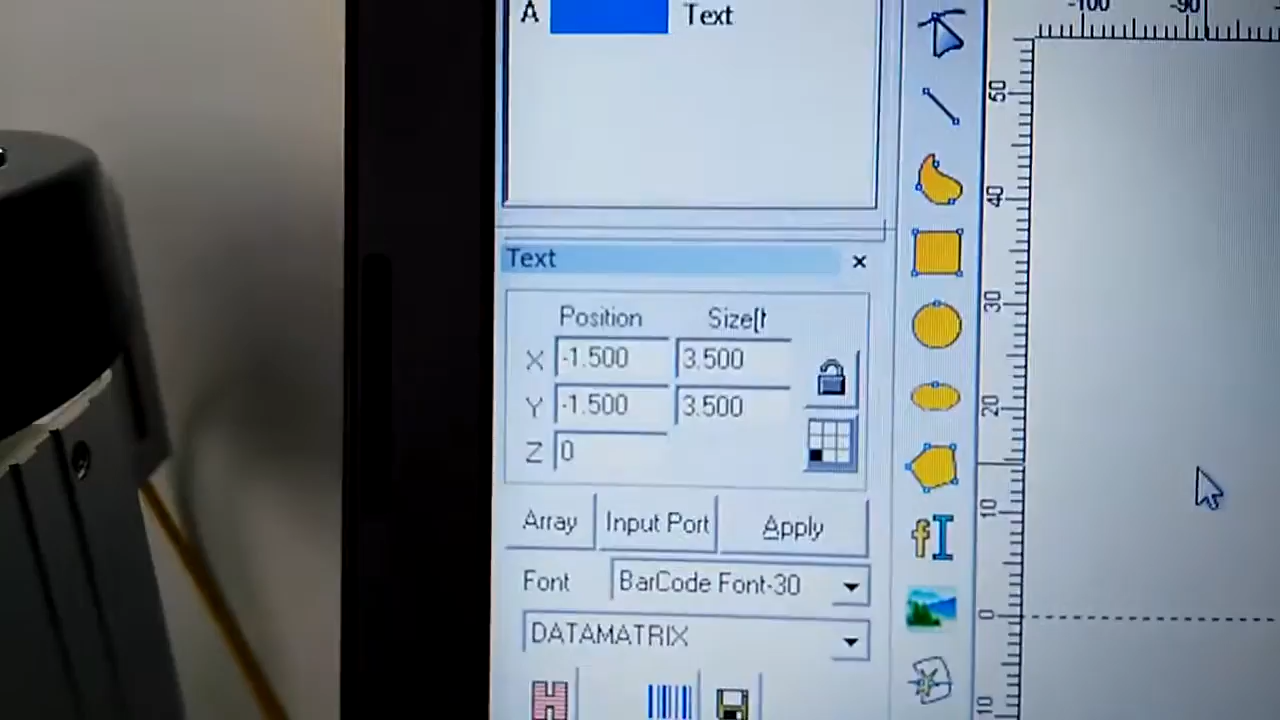 A Text
-100 -90
50
40
Text
Position Size[
30
X -1.500 3.500
Y -1.500 3.500
20
Z 0
10
Array Input Port Apply
Font BarCode Font-30
0
DATAMATRIX
10